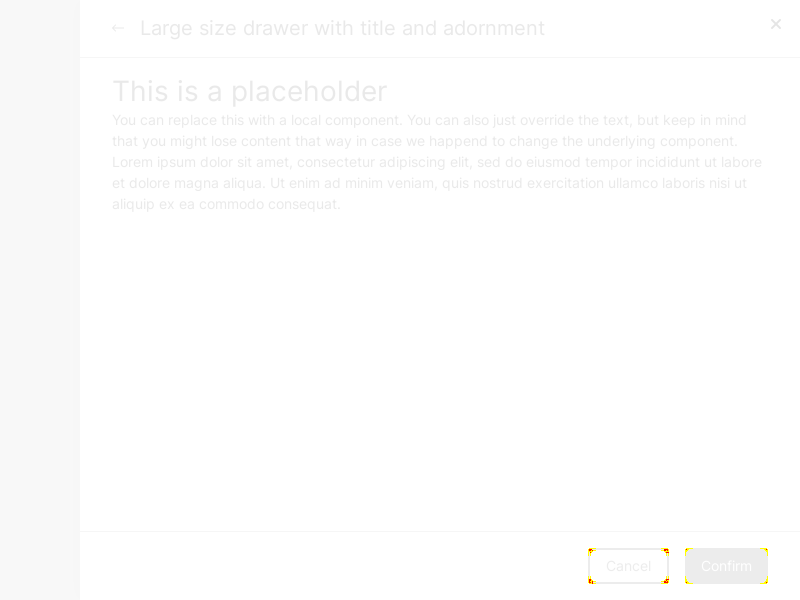 Large size drawer with title and adornment
This is a placeholder
You can replace this with a local component. You can also just override the text, but keep in mind
that you might lose content that way in case we happend to change the underlying component.
Lorem ipsum dolor sit amet, consectetur adipiscing elit, sed do eiusmod tempor incididunt ut labore
et dolore magna aliqua. Ut enim ad minim veniam, quis nostrud exercitation ullamco laboris nisi ut
aliquip ex ea commodo consequat.
Cancel Confirm